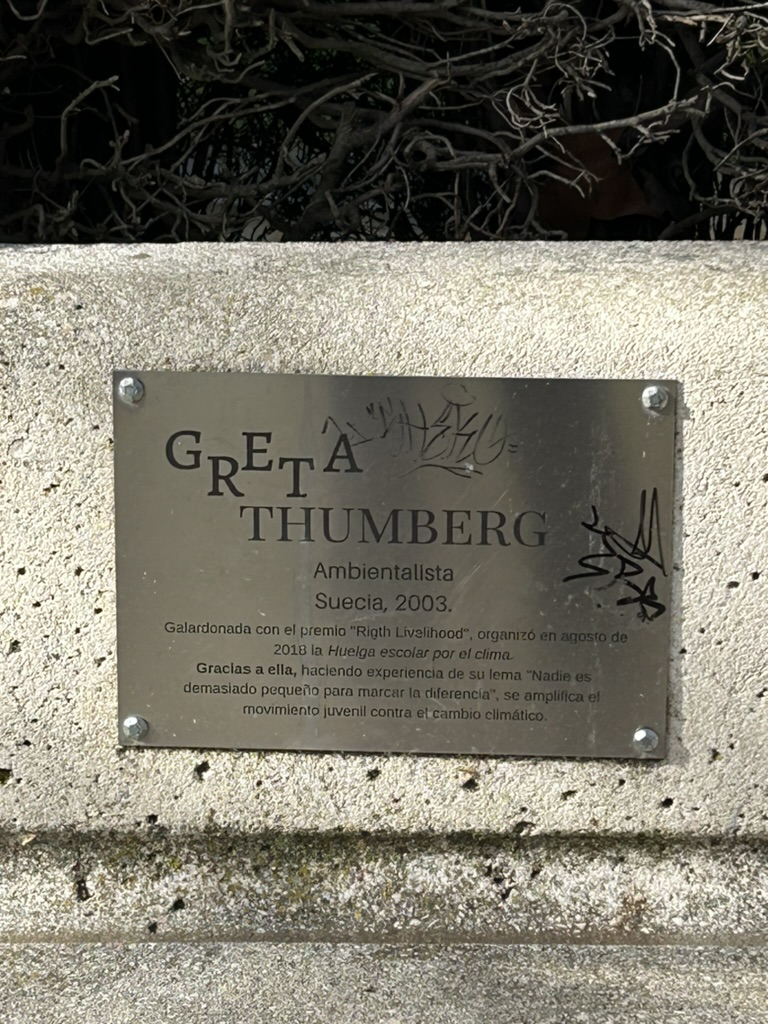 GRETA
THUMBERG
Ambientalista
Suecia, 2003.
Galardonada con el premio "Rigth Livelihood", organizó en agosto de
2018 la Huelga escolar por el clima.
Gracias a ella, haciendo experiencia de su lema "Nadie es
demasiado pequeño para marcar la diferencia", se amplifica el
movimiento juvenil contra el cambio climático.